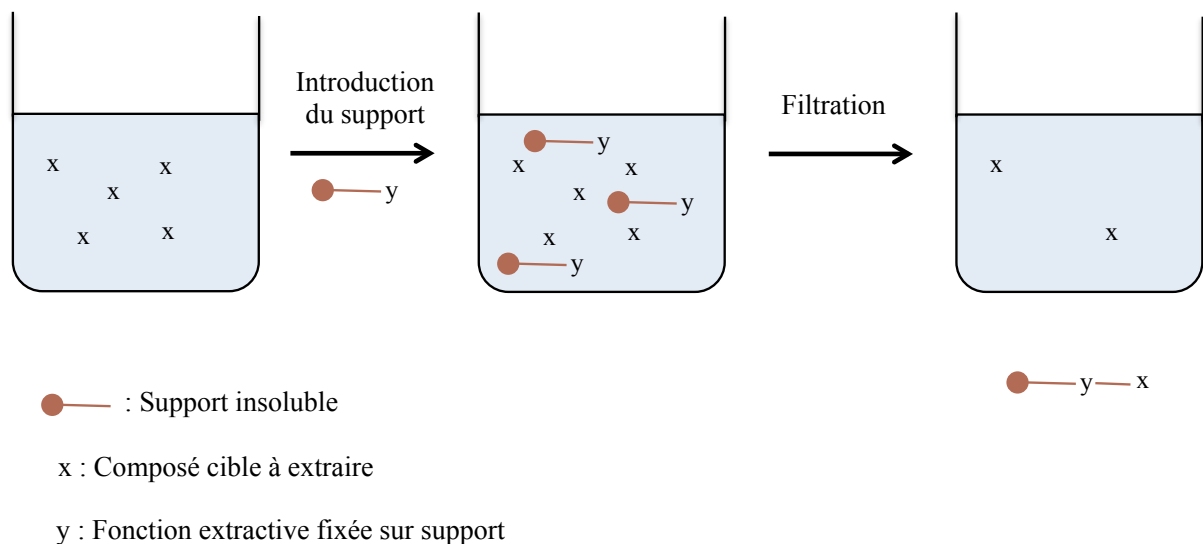 Introduction
du support
Filtration
y
x
x
x
x
x
y
x
x
x
y
x
x
y
x
x
y
x
: Support insoluble
x : Composé cible à extraire
y : Fonction extractive fixée sur support